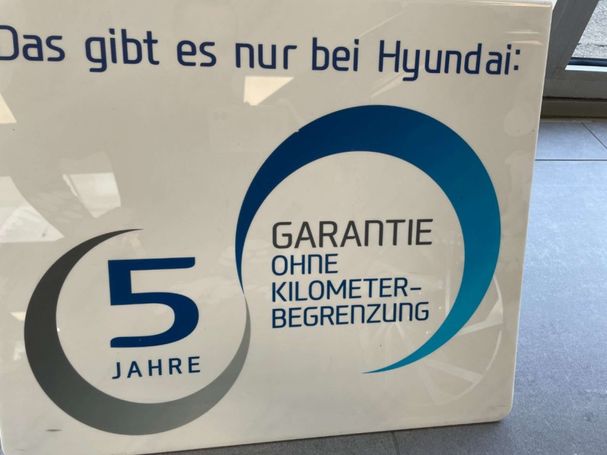 Das gibt es nur bei Hyundai:
5
JAHRE
GARANTIE
OHNE
KILOMETER-
BEGRENZUNG